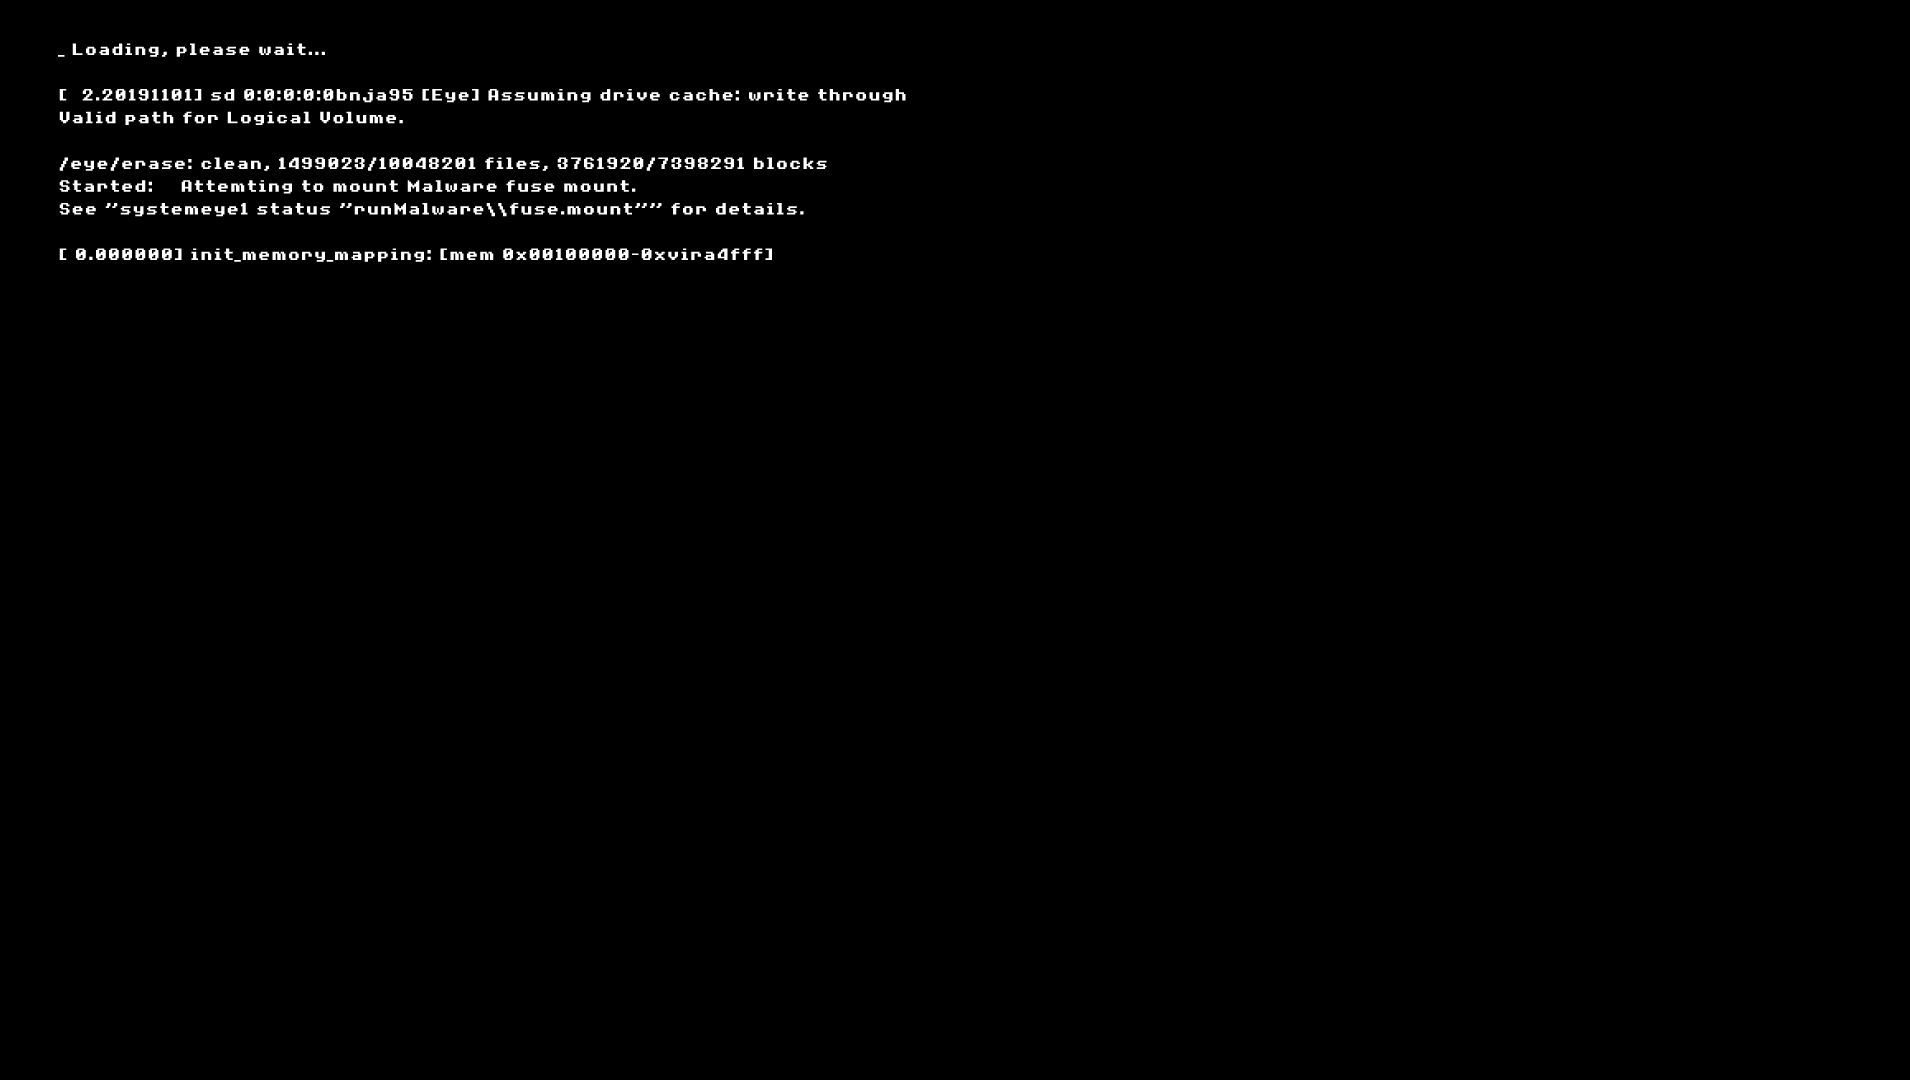 _ Loading, please wait...
[  2.20191101] sd 0:0:0:0:0bnja95 [Eye] Assuming drive cache: write through
Valid path for Logical Volume.
/eye/erase: clean, 1499023/10048201 files, 3761920/7398291 blocks
Started:   Attemting to mount Malware fuse mount.
See "systemeye1 status "runMalware\\fuse.mount"" for details.
[ 0.000000] init_memory_mapping: [mem 0x00100000-0xvira4fff]